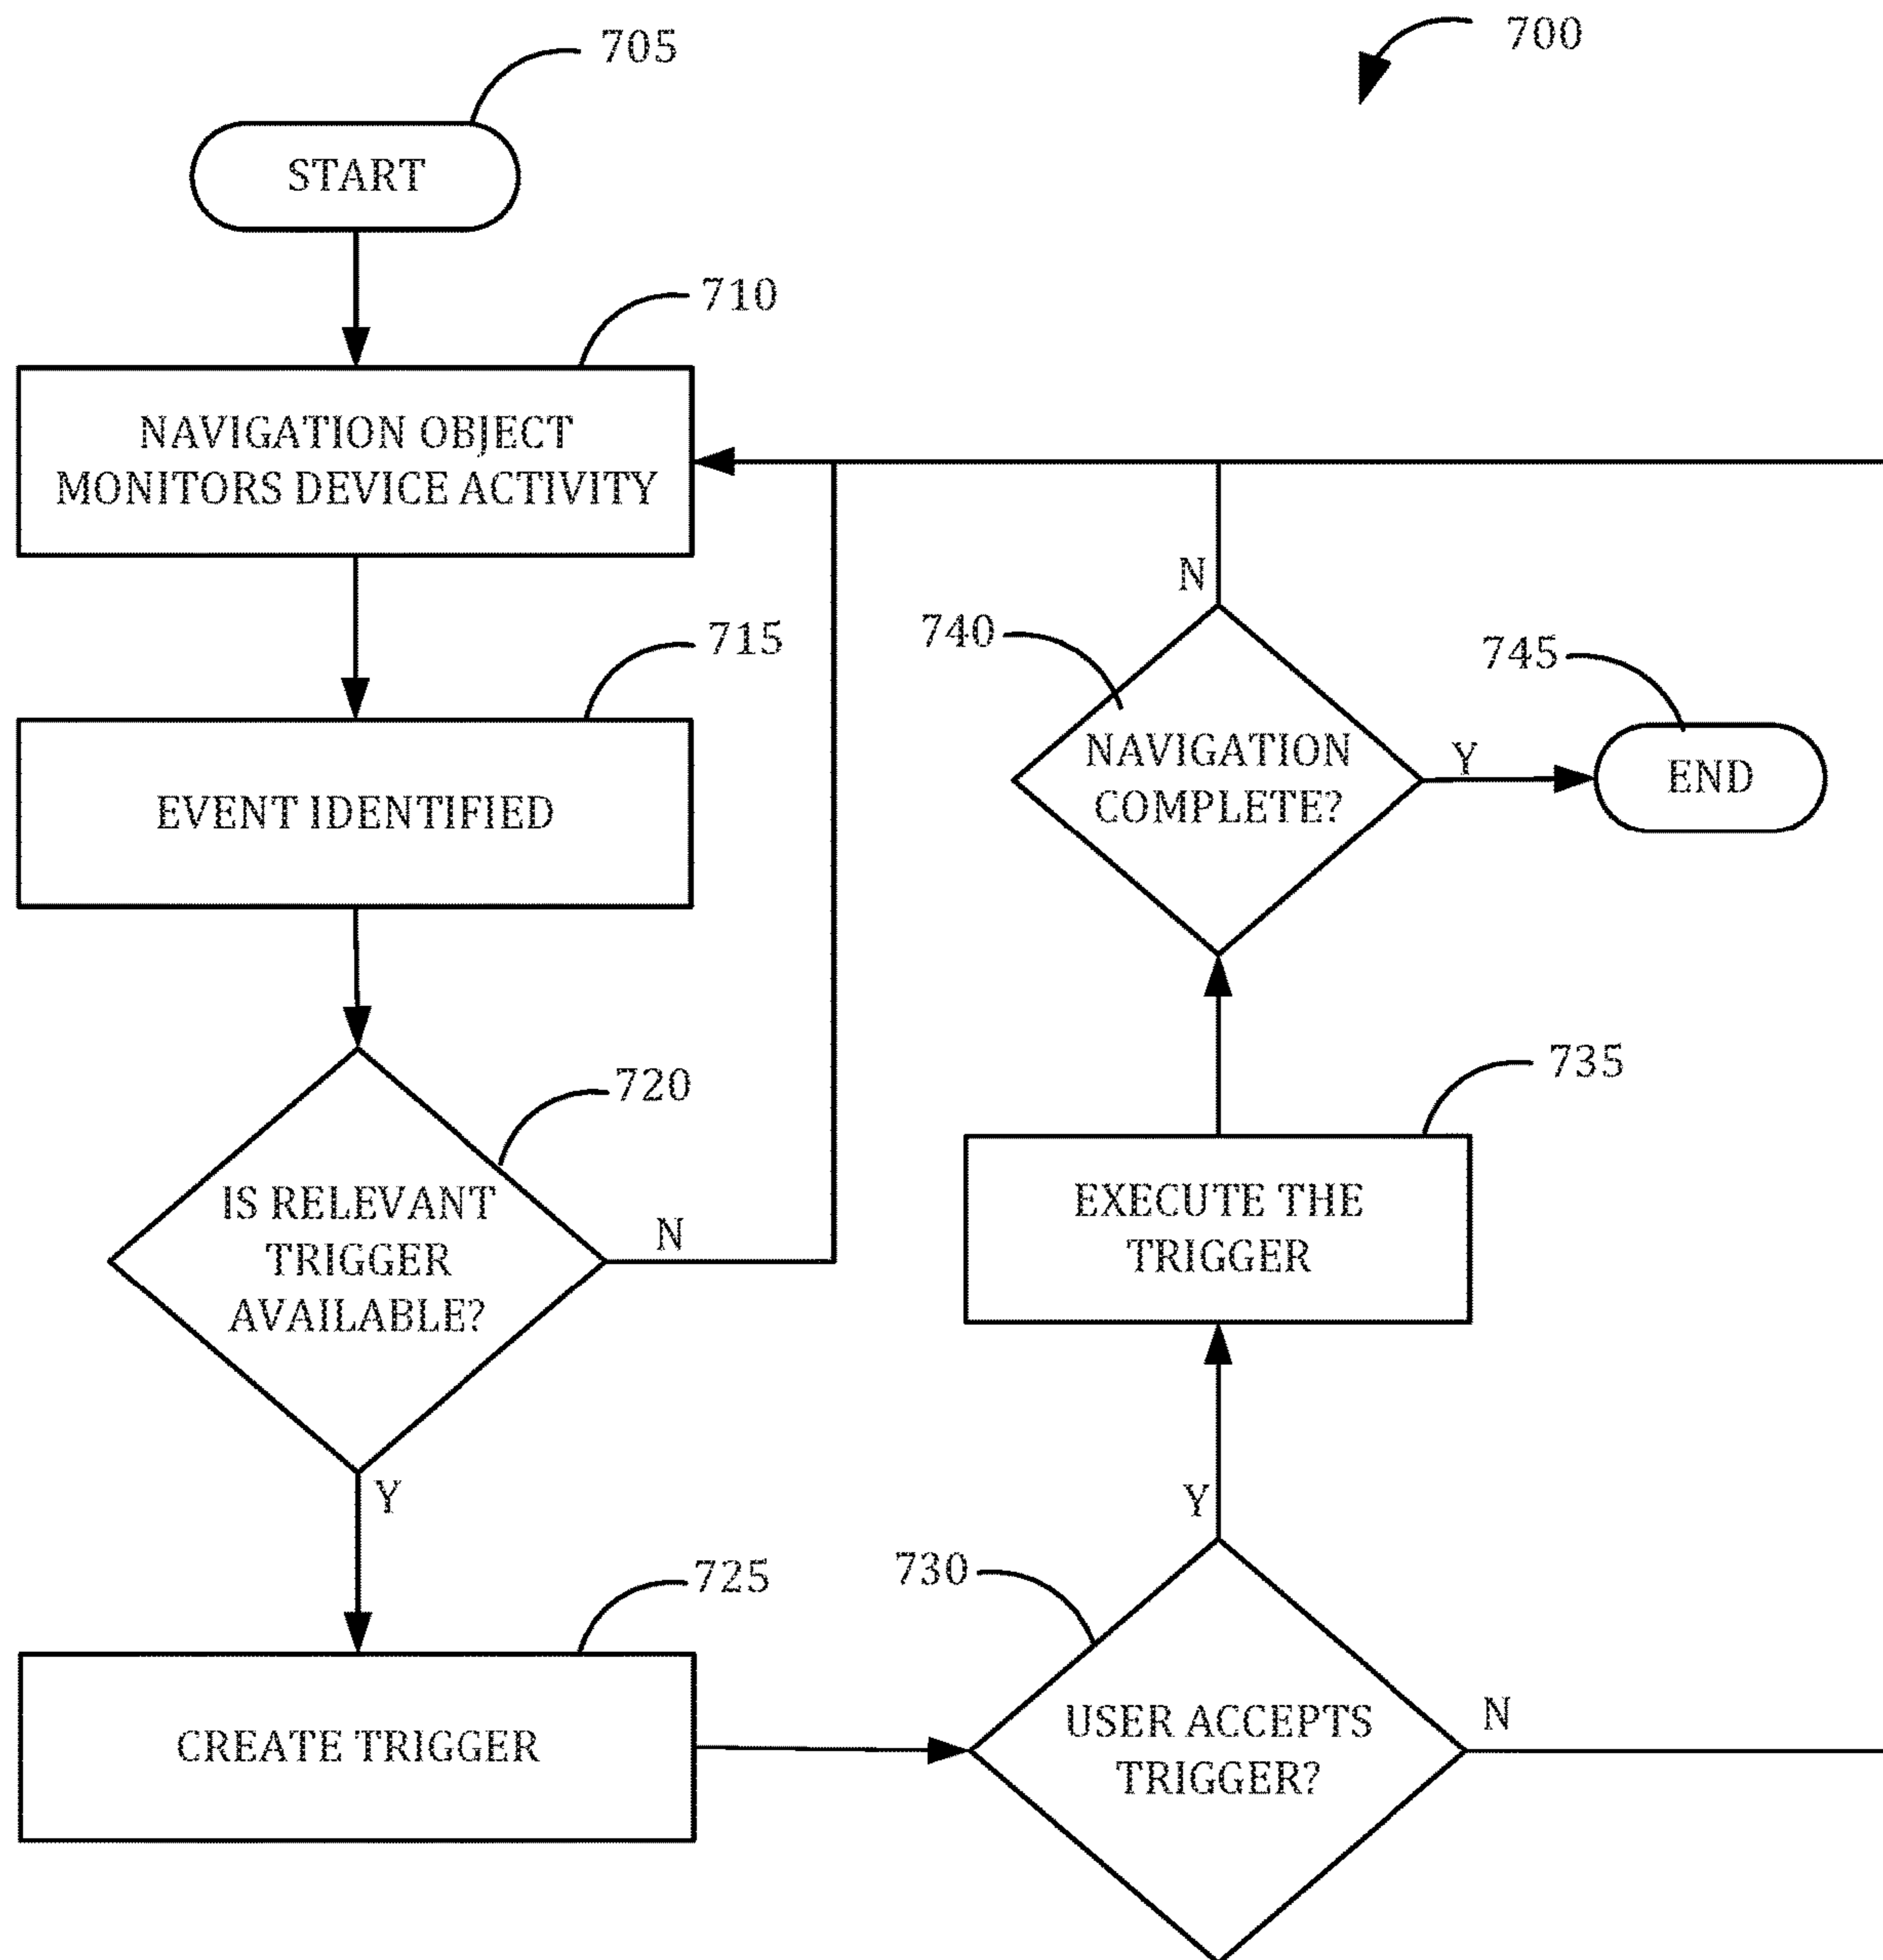 700
705
START
710
NAVIGATION OBJECT
MONITORS DEVICE ACTIVITY
715
EVENT IDENTIFIED
720
IS RELEVANT
TRIGGER
AVAILABLE?
N
Y
725
CREATE TRIGGER
730
USER ACCEPTS
TRIGGER?
N
Y
735
EXECUTE THE
TRIGGER
740
NAVIGATION
COMPLETE?
N
Y
745
END